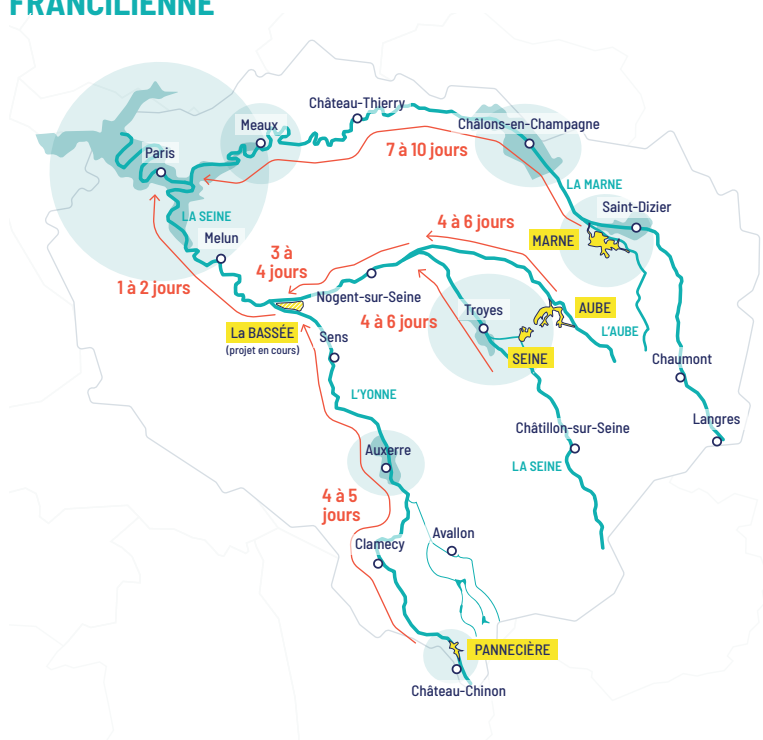 FRANCILIENNE
Château-Thierry
Meaux
Châlons-en-Champagne
Paris
7 à 10 jours
LA MARNE
Saint-Dizier
LA SEINE
4 à 6 jours
MARNE
Melun
3 à
4 jours
1 à 2 jours
Nogent-sur-Seine
Troyes
AUBE
4 à 6 jours
La BASSÉE
(projet en cours)
Sens
L'AUBE
SEINE
Chaumont
L'YONNE
Langres
Châtillon-sur-Seine
Auxerre
LA SEINE
4 à 5
jours
Avallon
Clamecy
PANNECIÈRE
Château-Chinon